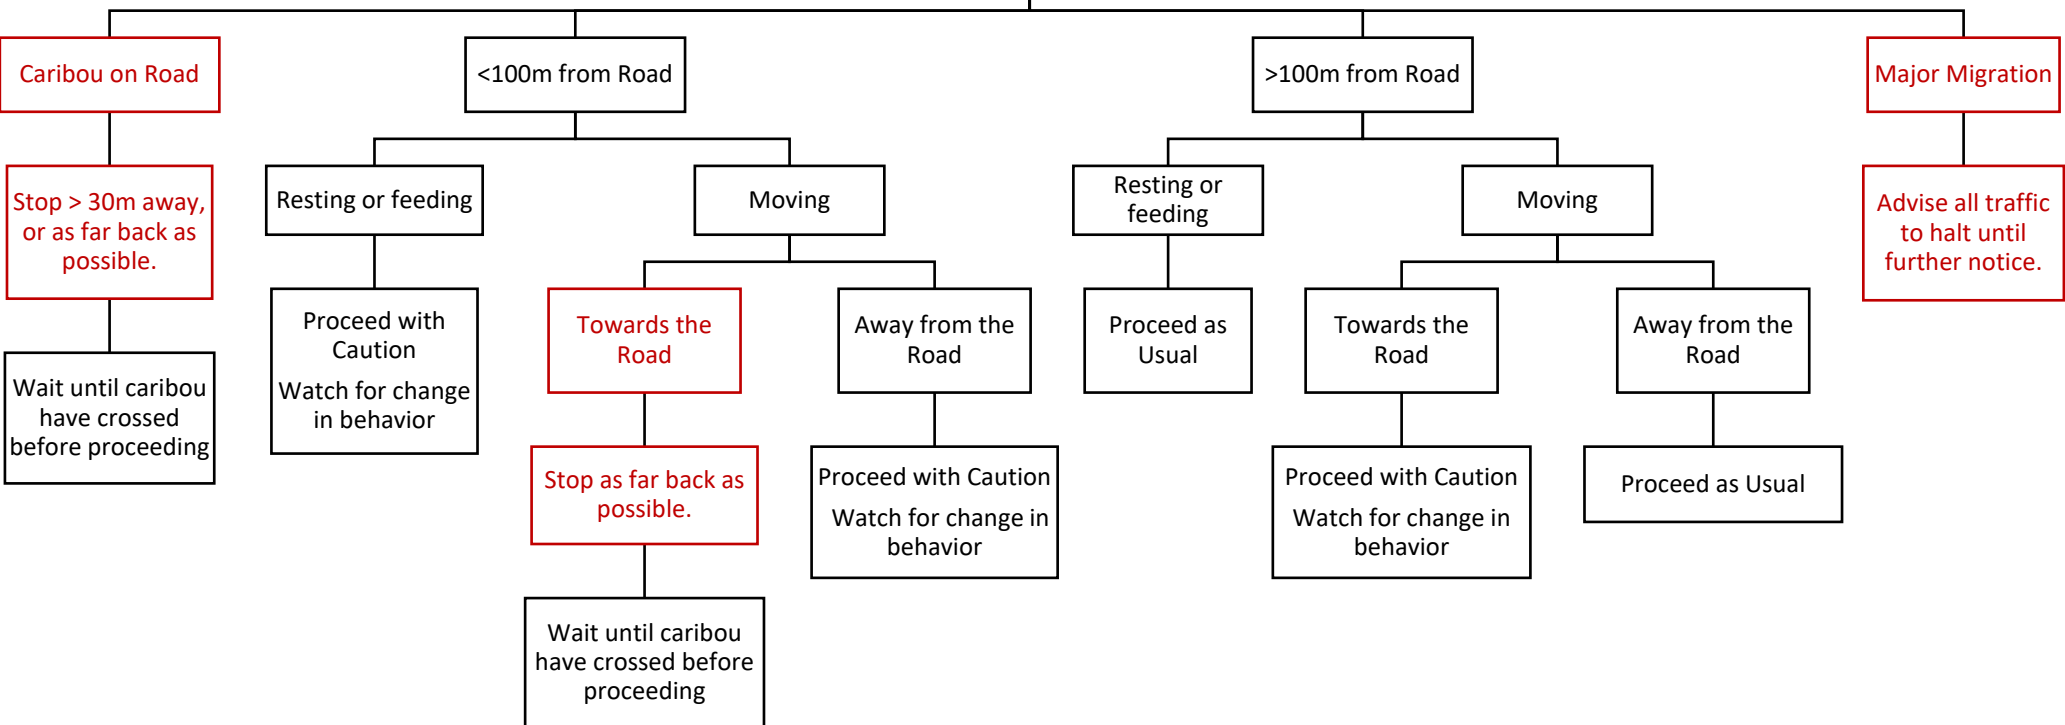 Caribou on Road
<100m from Road
>100m from Road
Major Migration
Stop > 30m away,
or as far back as
possible.
Resting or feeding
Moving
Resting or
feeding
Moving
Advise all traffic
to halt until
further notice.
Wait until caribou
have crossed
before proceeding
Proceed with
Caution
Watch for change
in behavior
Towards the
Road
Away from the
Road
Proceed as
Usual
Towards the
Road
Away from the
Road
Stop as far back as
possible.
Proceed with Caution
Watch for change in
behavior
Proceed with Caution
Watch for change in
behavior
Proceed as Usual
Wait until caribou
have crossed before
proceeding